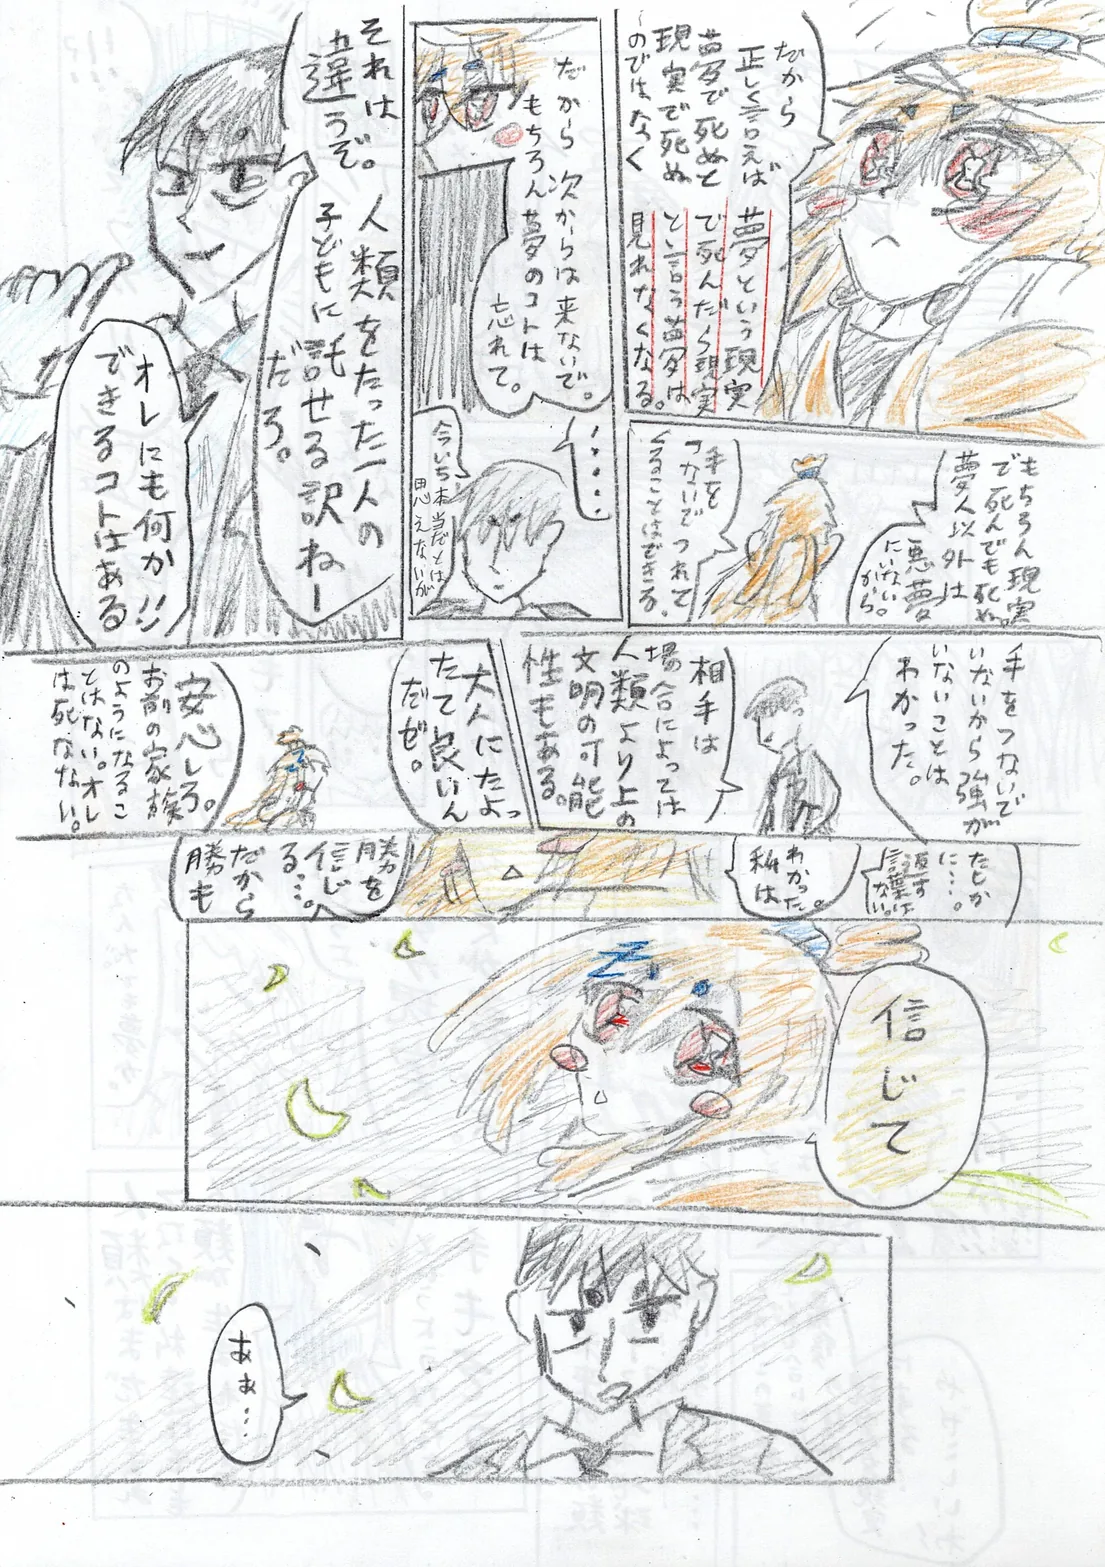 だから
正しく言えば
夢で死ぬと
現実で死ぬ
のではなく
夢という現実
で死んだら現実
と言う夢は
見れなくなる。
だから次からは来ないで。
もちろん夢のコトは
忘れて。
・・・・・
今いち本当だとは
思えないが
それは
違うぞ。
人類をたった一人の
子どもに託せる訳ねー
だろ。
オレにも何か!!
できるコトはある
もちろん現実
で死んでも死ぬ。
夢人以外は
悪夢
にいない
がから。
手を
つないでつれて
くることはできる。
手をつないで
いないから強が
いないことは
わかった。
相手は
場合によっては
人類より上の
文明の可能
性もある。
大人にたよっ
たて良いん
だぜ。
安心しろ。
お前の家族
のようになるこ
とはない。オレ
は死なない。
たしか
に…。
返す
言葉は
ない。
わかった。
私は
勝を
信じ
る…。
だから
勝も
信じて
あぁ…